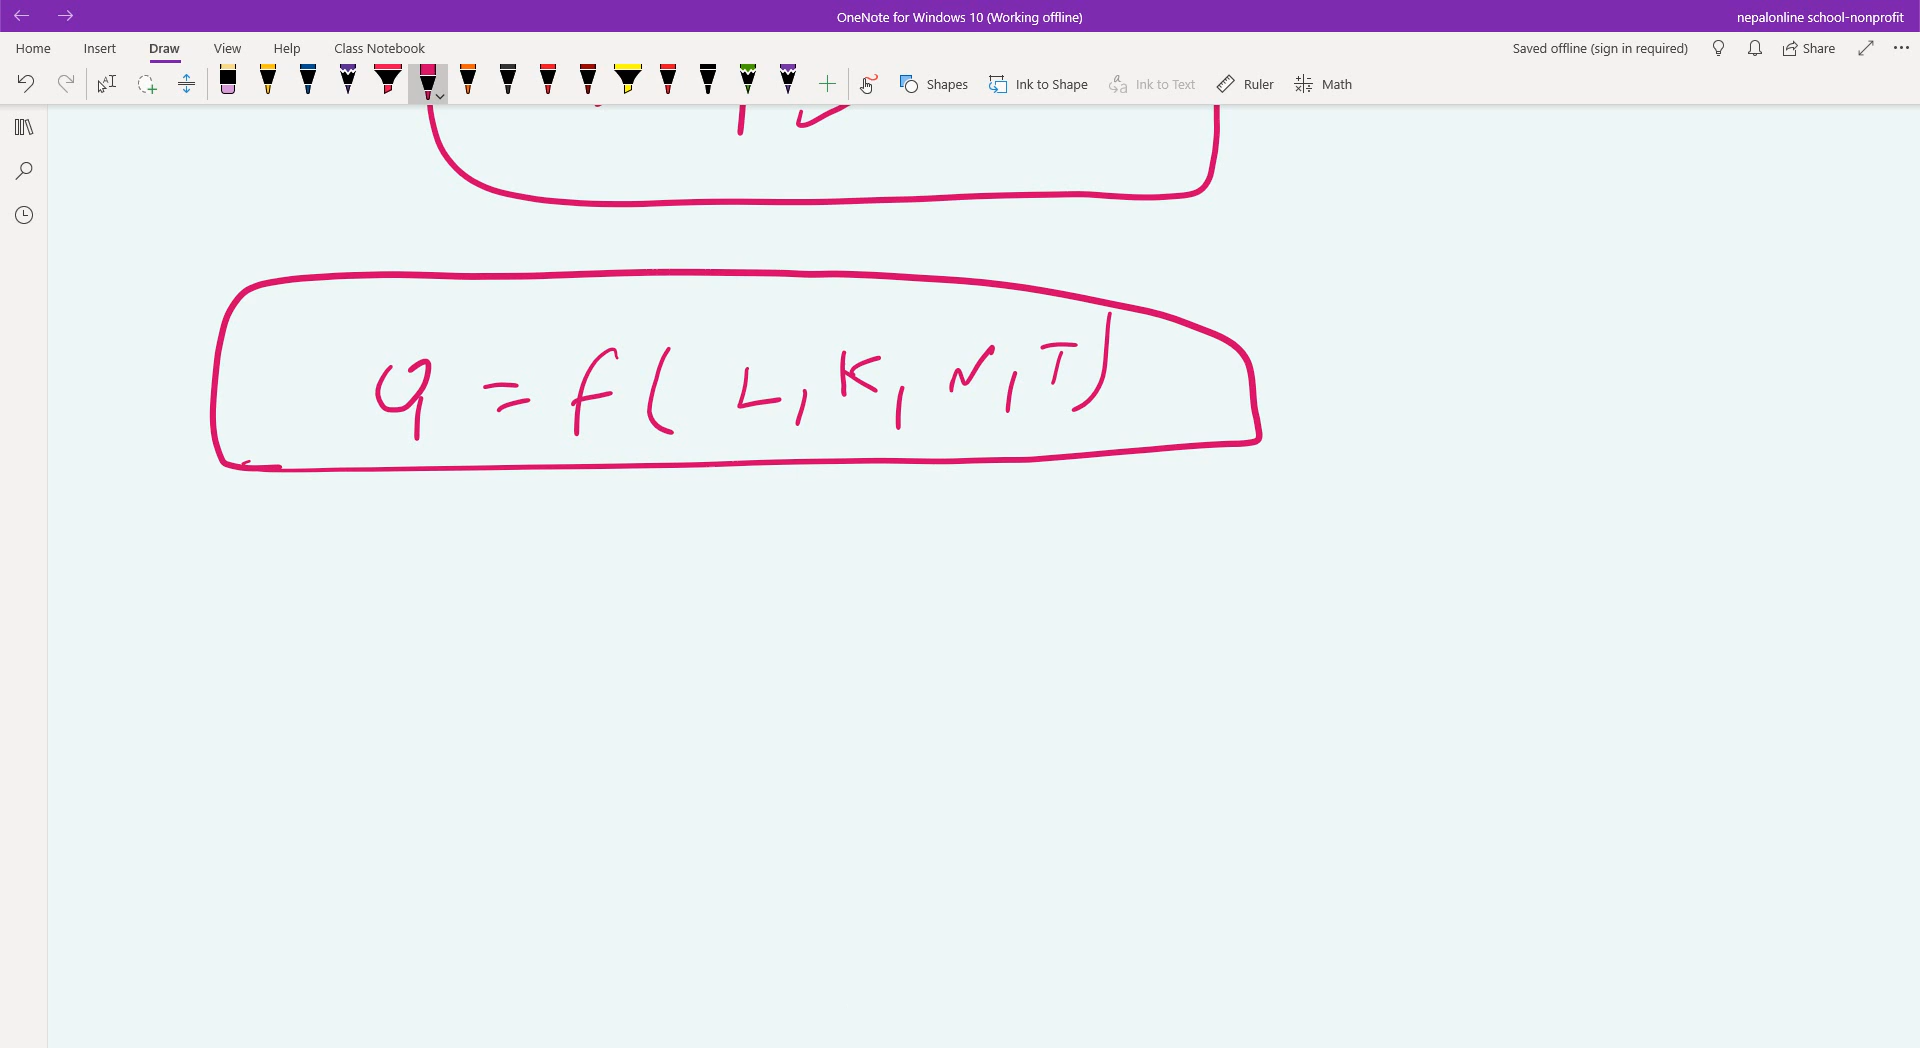 OneNote for Windows 10 (Working offline)
nepalonline school-nonprofit
Home Insert Draw View Help Class Notebook
Saved offline (sign in required) Share
Shapes Ink to Shape Ink to Text Ruler Math
q = f( L, K, N, T)